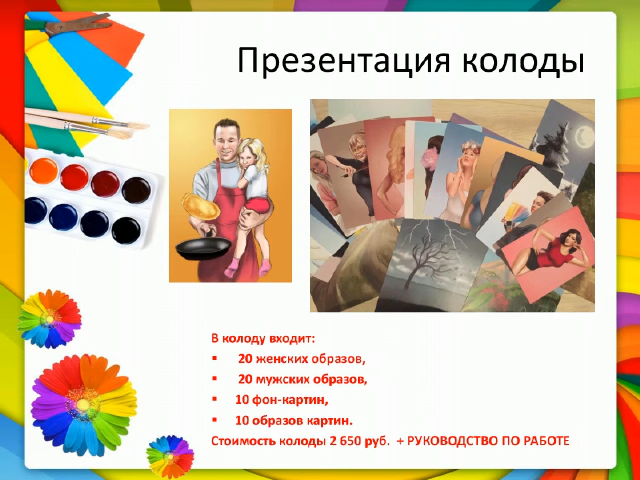 Презентация колоды
В колоду входит:
▪ 20 женских образов,
▪ 20 мужских образов,
▪ 10 фон-картин,
▪ 10 образов картин.
Стоимость колоды 2 650 руб. + РУКОВОДСТВО ПО РАБОТЕ